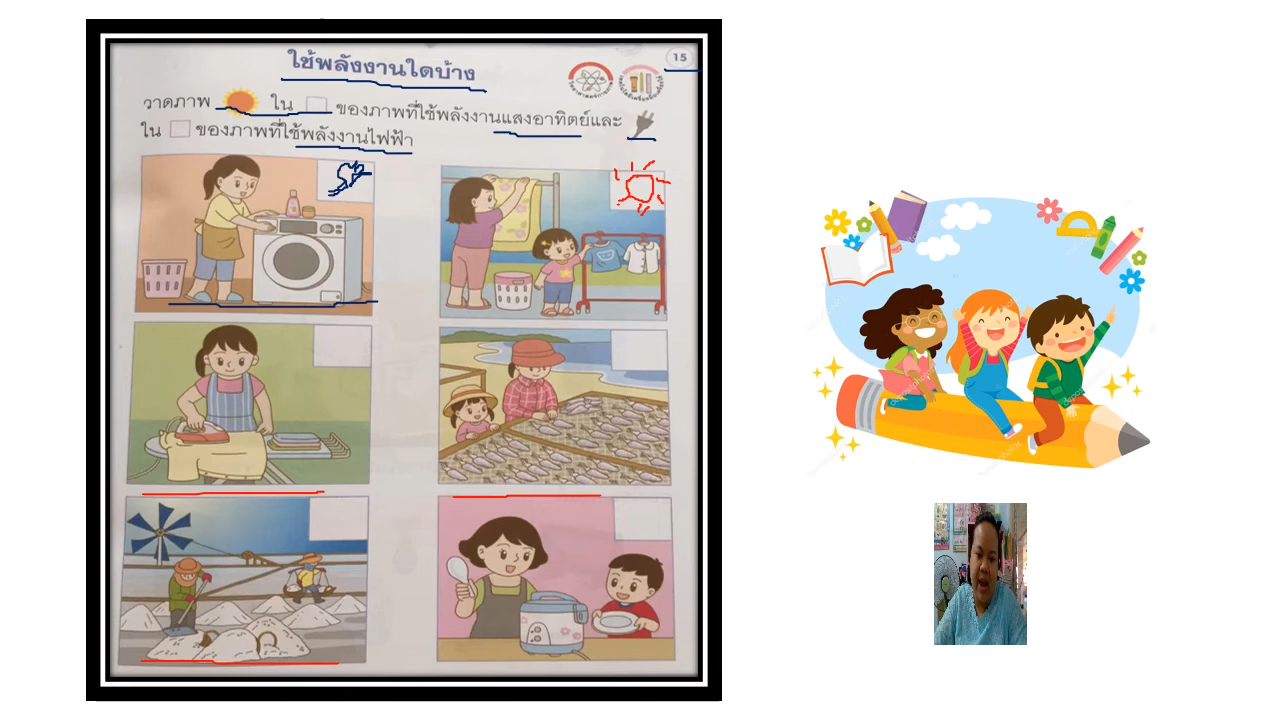 15
ใช้พลังงานใดบ้าง
วาดภาพ ใน ของภาพที่ใช้พลังงานแสงอาทิตย์และ
ใน ของภาพที่ใช้พลังงานไฟฟ้า